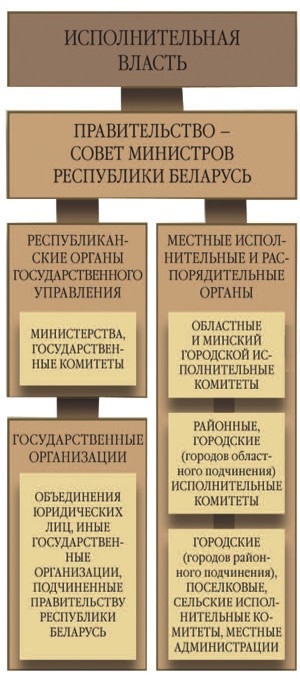 ИСПОЛНИТЕЛЬНАЯ
ВЛАСТЬ
ПРАВИТЕЛЬСТВО –
СОВЕТ МИНИСТРОВ
РЕСПУБЛИКИ БЕЛАРУСЬ
РЕСПУБЛИКАН-
СКИЕ ОРГАНЫ
ГОСУДАРСТВЕННОГО
УПРАВЛЕНИЯ
МИНИСТЕРСТВА,
ГОСУДАРСТВЕН-
НЫЕ КОМИТЕТЫ
ГОСУДАРСТВЕННЫЕ
ОРГАНИЗАЦИИ
ОБЪЕДИНЕНИЯ
ЮРИДИЧЕСКИХ
ЛИЦ, ИНЫЕ
ГОСУДАРСТВЕН-
НЫЕ
ОРГАНИЗАЦИИ,
ПОДЧИНЕННЫЕ
ПРАВИТЕЛЬСТВУ
РЕСПУБЛИКИ
БЕЛАРУСЬ
МЕСТНЫЕ ИСПОЛ-
НИТЕЛЬНЫЕ И РАС-
ПОРЯДИТЕЛЬНЫЕ
ОРГАНЫ
ОБЛАСТНЫЕ
И МИНСКИЙ
ГОРОДСКОЙ ИС-
ПОЛНИТЕЛЬНЫЕ
КОМИТЕТЫ
РАЙОННЫЕ,
ГОРОДСКИЕ
(городов област-
ного подчинения)
ИСПОЛНИТЕЛЬНЫЕ
КОМИТЕТЫ
ГОРОДСКИЕ
(городов район-
ного подчинения),
ПОСЕЛКОВЫЕ,
СЕЛЬСКИЕ ИСПОЛ-
НИТЕЛЬНЫЕ КО-
МИТЕТЫ, МЕСТНЫЕ
АДМИНИСТРАЦИИ